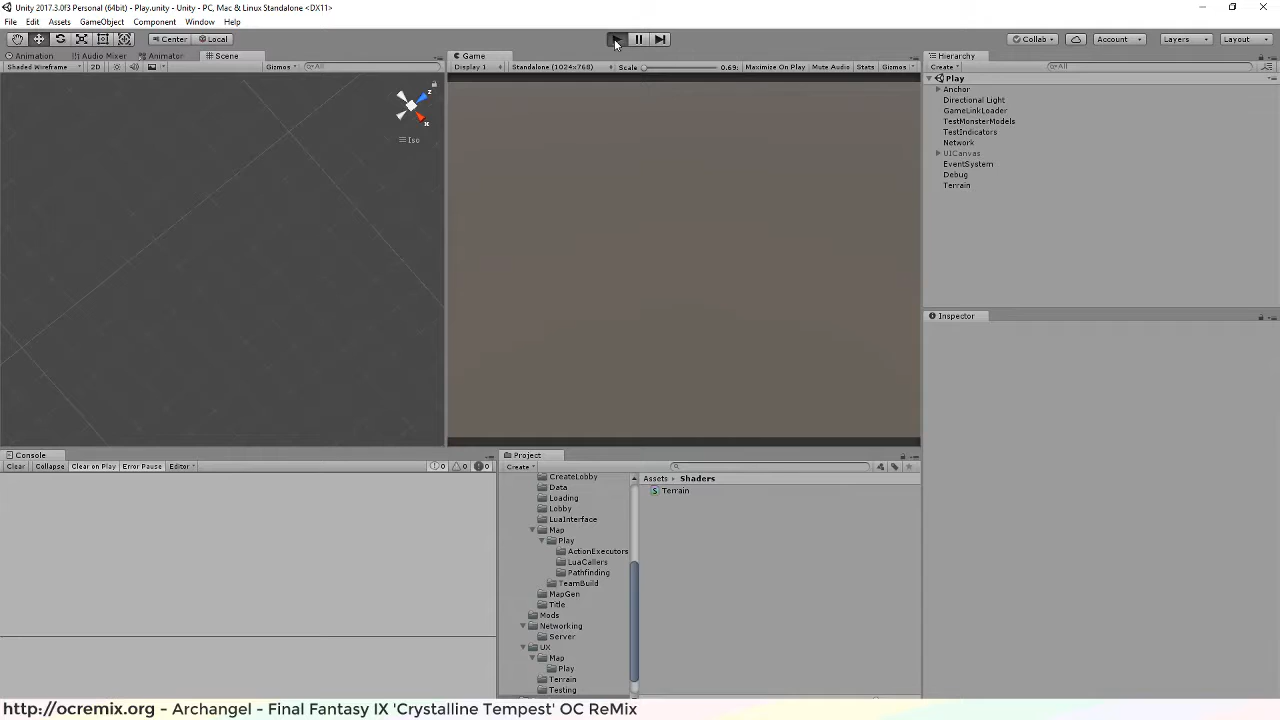 Unity 2017.3.0f3 Personal (64bit) - Play.unity - Unity - PC, Mac & Linux Standalone <DX11>
File Edit Assets GameObject Component Window Help
Center Local Collab Account Layers Layout
Animation Audio Mixer Animator Scene Game Hierarchy
Shaded Wireframe 2D Gizmos All Display 1 Standalone (1024x768) Scale 0.69: Maximize On Play Mute Audio Stats Gizmos Create All
Play
Anchor
Directional Light
GameLinkLoader
TestMonsterModels
TestIndicators
Network
UICanvas
EventSystem
Debug
Terrain
z
x
Iso
Inspector
Console
Clear Collapse Clear on Play Error Pause Editor 0 0 0
Project
Create
Assets Shaders
Terrain
CreateLobby
Data
Loading
Lobby
LuaInterface
Map
Play
ActionExecutors
LuaCallers
Pathfinding
TeamBuild
MapGen
Title
Mods
Networking
Server
UX
Map
Play
Terrain
Testing
http://ocremix.org - Archangel - Final Fantasy IX 'Crystalline Tempest' OC ReMix